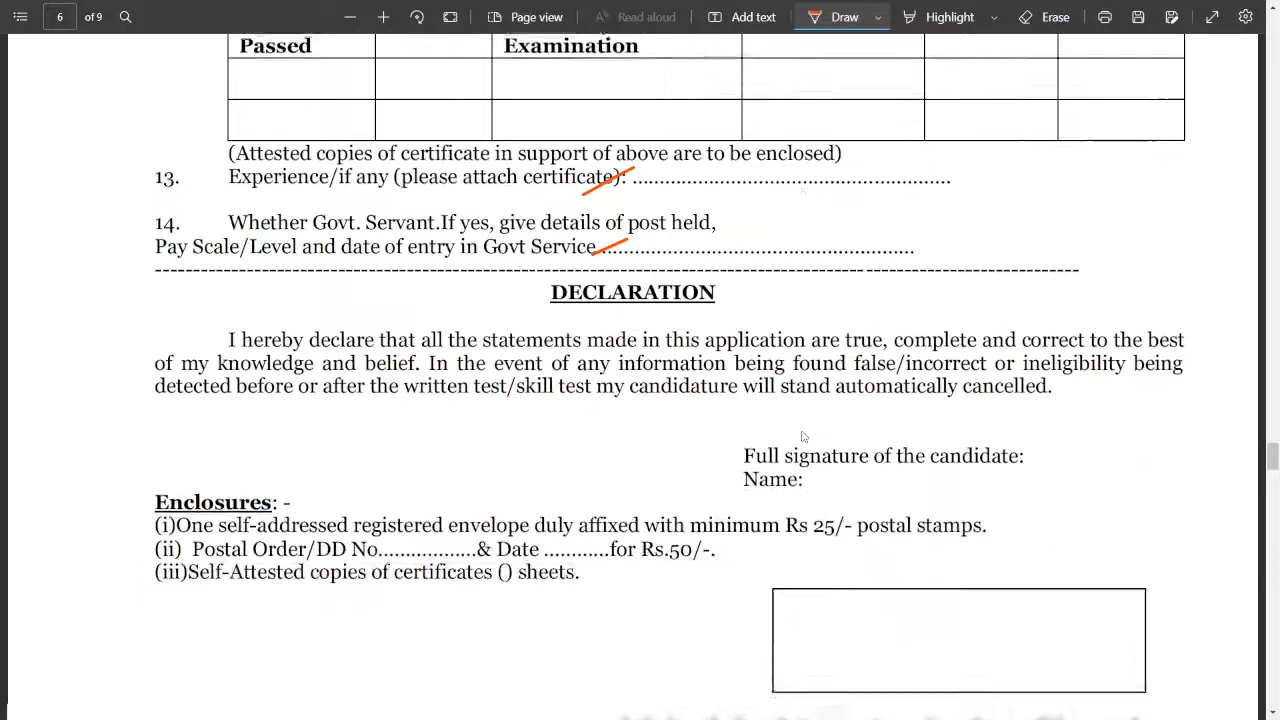 6 of 9 Page view Read aloud Add text Draw Highlight Erase
Passed Examination
(Attested copies of certificate in support of above are to be enclosed)
13. Experience/if any (please attach certificate): ..................................................
14. Whether Govt. Servant.If yes, give details of post held,
Pay Scale/Level and date of entry in Govt Service..................................................
--------------------------------------------------------------------------------------------------------------
DECLARATION
I hereby declare that all the statements made in this application are true, complete and correct to the best
of my knowledge and belief. In the event of any information being found false/incorrect or ineligibility being
detected before or after the written test/skill test my candidature will stand automatically cancelled.
Full signature of the candidate:
Name:
Enclosures: -
(i)One self-addressed registered envelope duly affixed with minimum Rs 25/- postal stamps.
(ii) Postal Order/DD No..................& Date ............for Rs.50/-.
(iii)Self-Attested copies of certificates () sheets.